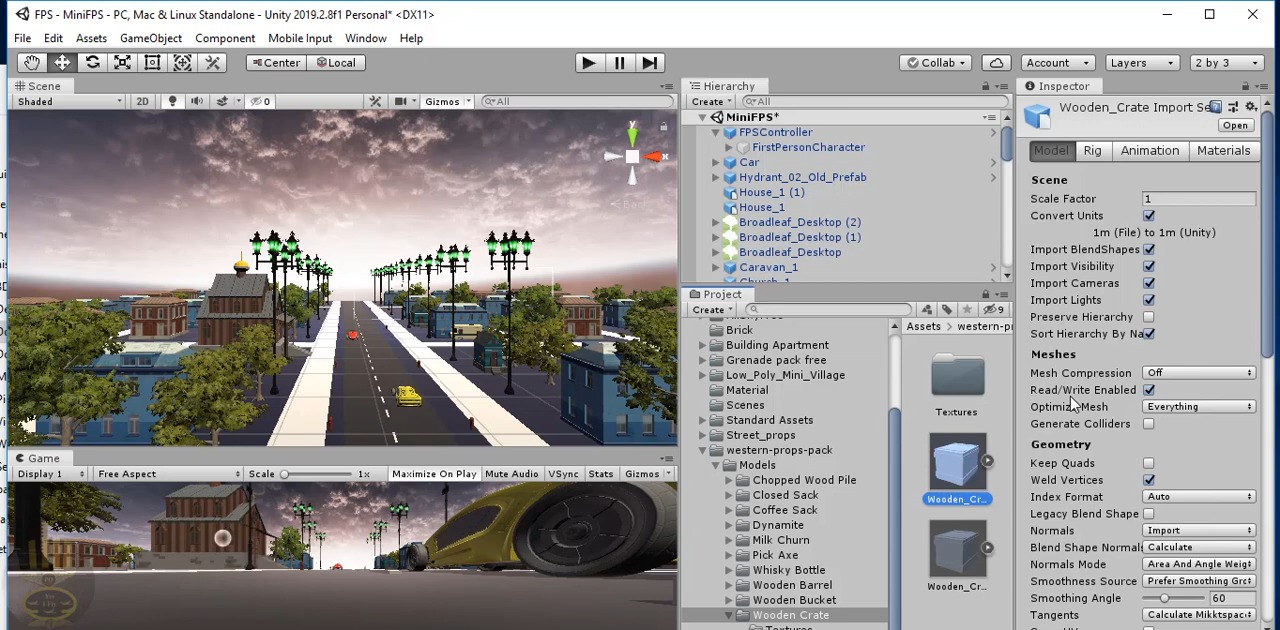 FPS - MiniFPS - PC, Mac & Linux Standalone - Unity 2019.2.8f1 Personal* <DX11>
File Edit Assets GameObject Component Mobile Input Window Help
Center Local Collab Account Layers 2 by 3
Scene
Shaded 2D 0 Gizmos All
y
x
Back
Hierarchy
Create All
MiniFPS*
FPSController
FirstPersonCharacter
Car
Hydrant_02_Old_Prefab
House_1 (1)
House_1
Broadleaf_Desktop (2)
Broadleaf_Desktop (1)
Broadleaf_Desktop
Caravan_1
Church_1
Project
Create 9
Brick
Building Apartment
Grenade pack free
Low_Poly_Mini_Village
Material
Scenes
Standard Assets
Street_props
western-props-pack
Models
Chopped Wood Pile
Closed Sack
Coffee Sack
Dynamite
Milk Churn
Pick Axe
Whisky Bottle
Wooden Barrel
Wooden Bucket
Wooden Crate
Textures
Assets > western-pr
Textures
Wooden_Cr...
Wooden_Cr...
Game
Display 1 Free Aspect Scale 1x Maximize On Play Mute Audio VSync Stats Gizmos
Inspector
Wooden_Crate Import Se
Open
Model Rig Animation Materials
Scene
Scale Factor 1
Convert Units
1m (File) to 1m (Unity)
Import BlendShapes
Import Visibility
Import Cameras
Import Lights
Preserve Hierarchy
Sort Hierarchy By Na
Meshes
Mesh Compression Off
Read/Write Enabled
Optimize Mesh Everything
Generate Colliders
Geometry
Keep Quads
Weld Vertices
Index Format Auto
Legacy Blend Shape
Normals Import
Blend Shape Normals Calculate
Normals Mode Area And Angle Weig
Smoothness Source Prefer Smoothing Gro
Smoothing Angle 60
Tangents Calculate Mikktspac